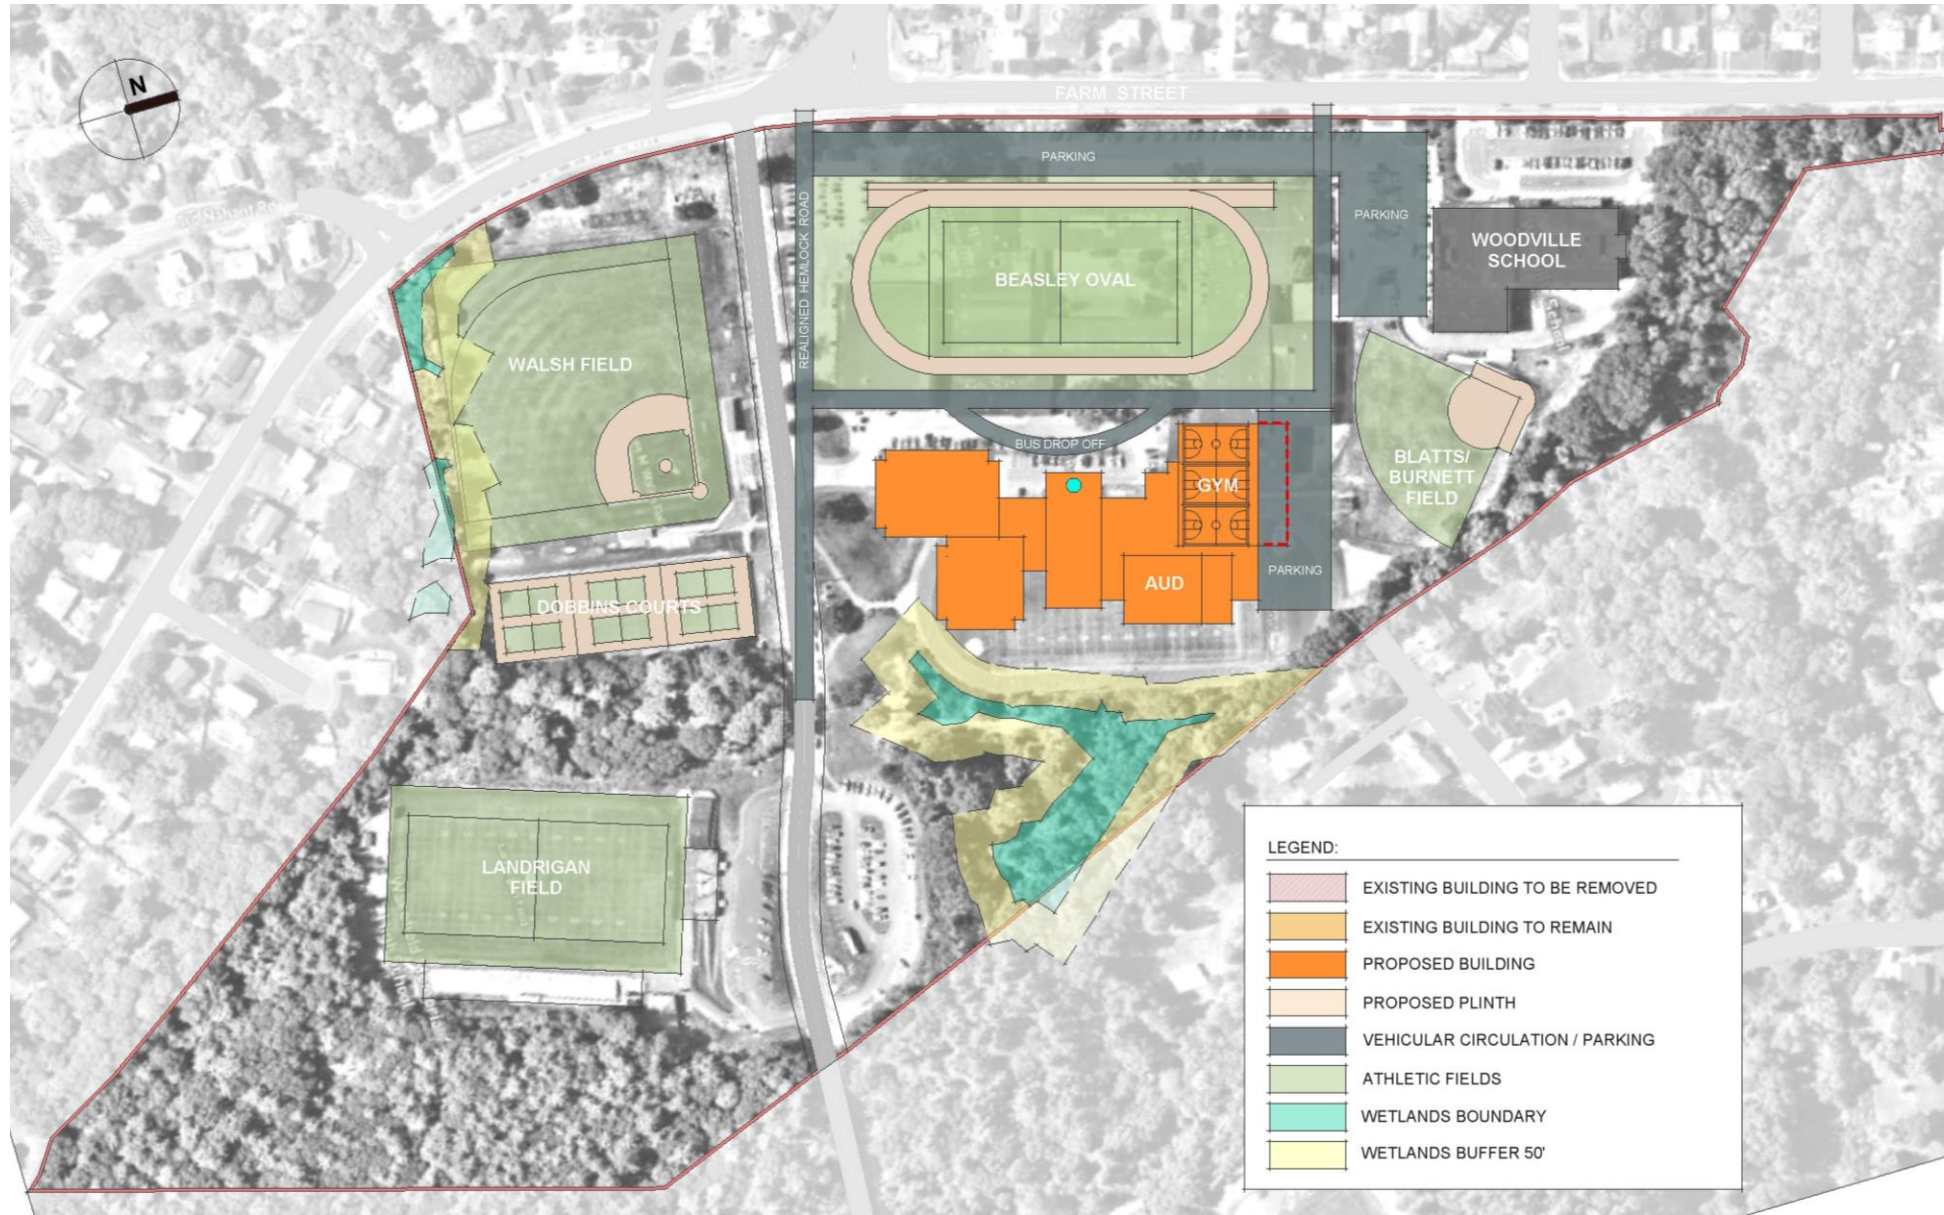 N
FARM STREET
PARKING
PARKING
REALIGNED HEMLOCK ROAD
WOODVILLE
SCHOOL
BEASLEY OVAL
WALSH FIELD
BUS DROP OFF
GYM
BLATTS/
BURNETT
FIELD
AUD
PARKING
DOBBINS COURTS
LANDRIGAN
FIELD
LEGEND:
EXISTING BUILDING TO BE REMOVED
EXISTING BUILDING TO REMAIN
PROPOSED BUILDING
PROPOSED PLINTH
VEHICULAR CIRCULATION / PARKING
ATHLETIC FIELDS
WETLANDS BOUNDARY
WETLANDS BUFFER 50'